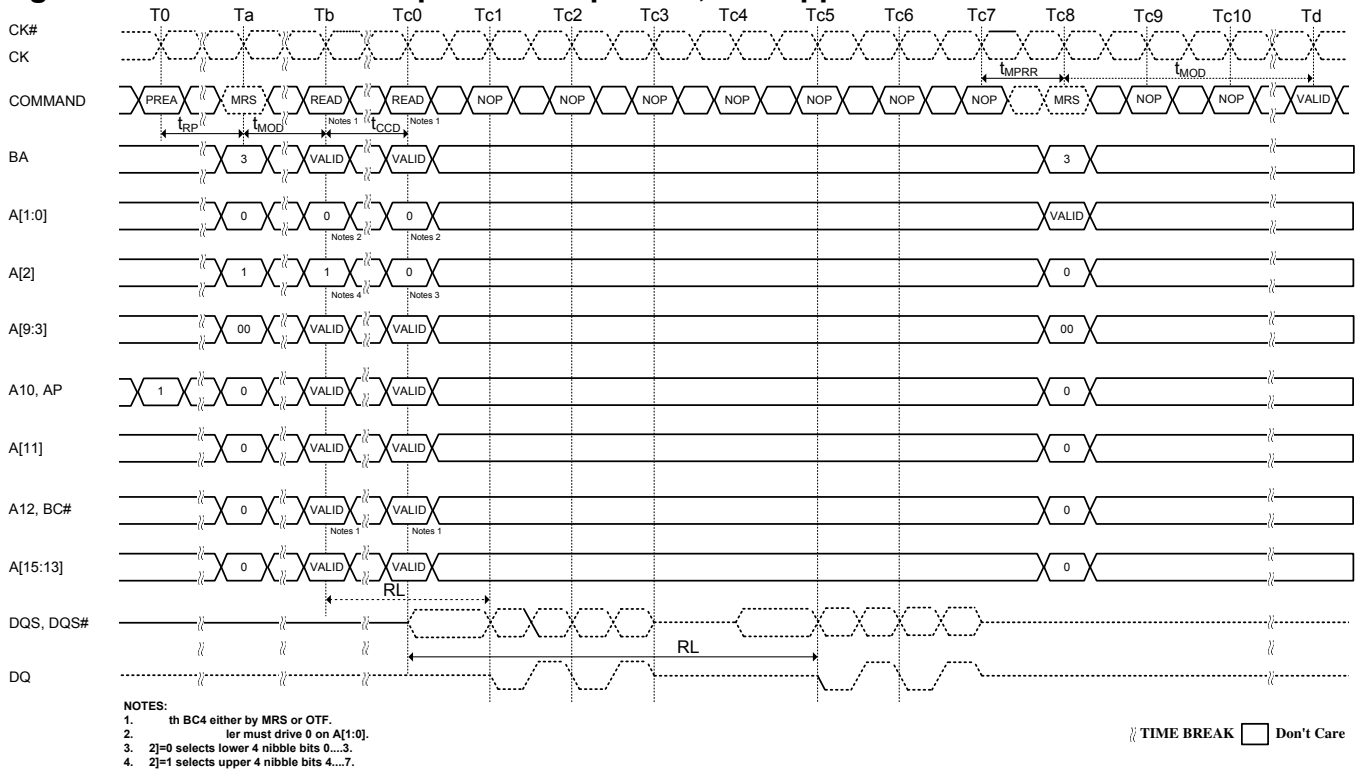 T0 Ta Tb Tc0 Tc1 Tc2 Tc3 Tc4 Tc5 Tc6 Tc7 Tc8 Tc9 Tc10 Td
CK#
CK
tMPRR tMOD
COMMAND PREA MRS READ READ NOP NOP NOP NOP NOP NOP NOP MRS NOP NOP VALID
Notes 1 Notes 1
tRP tMOD tCCD
BA 3 VALID VALID 3
A[1:0] 0 0 0 VALID
Notes 2 Notes 2
A[2] 1 1 0 0
Notes 4 Notes 3
A[9:3] 00 VALID VALID 00
A10, AP 1 0 VALID VALID 0
A[11] 0 VALID VALID 0
A12, BC# 0 VALID VALID 0
Notes 1 Notes 1
A[15:13] 0 VALID VALID 0
RL
DQS, DQS#
RL
DQ
NOTES:
1. th BC4 either by MRS or OTF.
2. ler must drive 0 on A[1:0].
3. 2]=0 selects lower 4 nibble bits 0....3.
4. 2]=1 selects upper 4 nibble bits 4....7.
TIME BREAK Don't Care